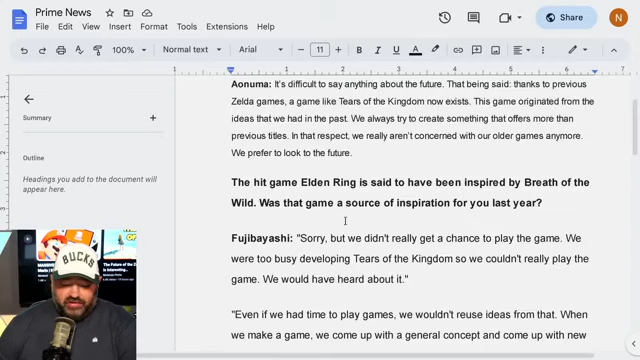 Prime News
File Edit View Insert Format Tools Extensions
Share
N
100% Normal text Arial 11 B I U A
1 1 2 3 4 5 6 7
Summary
Outline
Headings you add to the document will
appear here.
Aonuma: It's difficult to say anything about the future. That being said: thanks to previous
Zelda games, a game like Tears of the Kingdom now exists. This game originated from the
ideas that we had in the past. We always try to create something that offers more than
previous titles. In that respect, we really aren't concerned with our older games anymore.
We prefer to look to the future.
The hit game Elden Ring is said to have been inspired by Breath of the
Wild. Was that game a source of inspiration for you last year?
Fujibayashi: "Sorry, but we didn't really get a chance to play the game. We
were too busy developing Tears of the Kingdom so we couldn't really play the
game. We would have heard about it."
"Even if we had time to play games, we wouldn't reuse ideas from that. When
we make a game, we come up with a general concept and come up with new
BUCKS